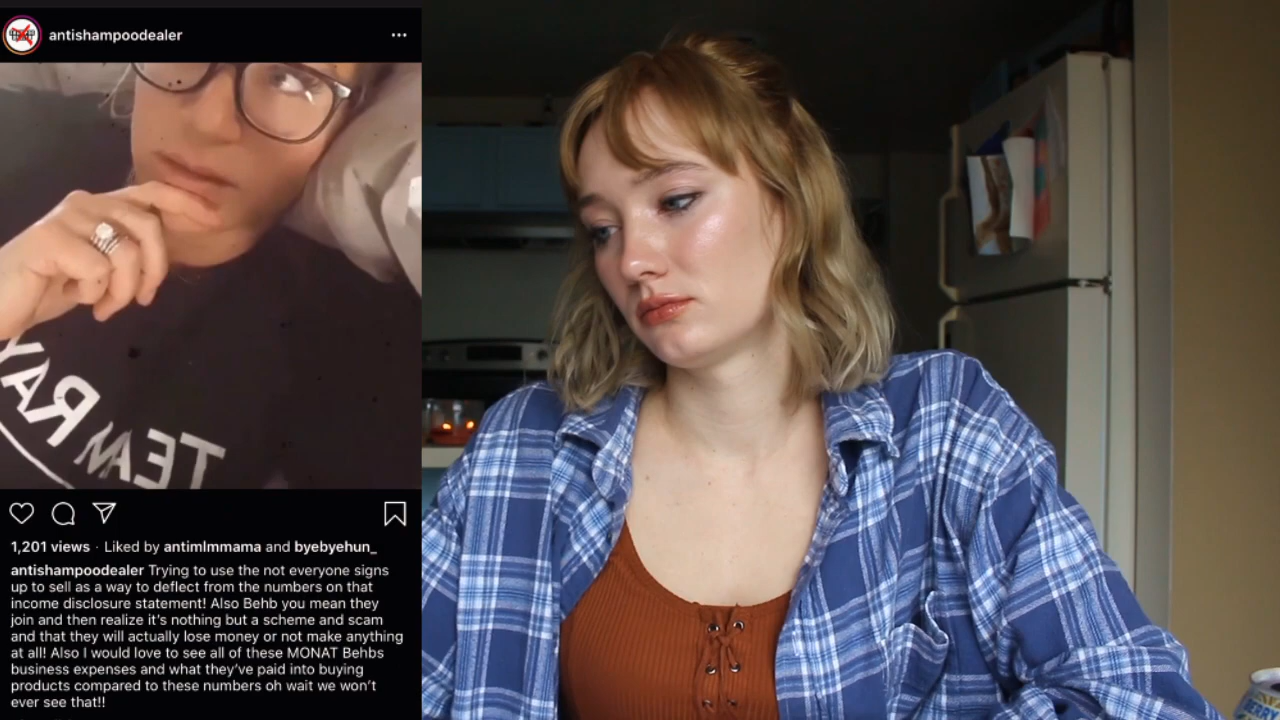 antishampoodealer
TEAM RAY
1,201 views · Liked by antimlmmama and byebyehun_
antishampoodealer Trying to use the not everyone signs
up to sell as a way to deflect from the numbers on that
income disclosure statement! Also Behb you mean they
join and then realize it's nothing but a scheme and scam
and that they will actually lose money or not make anything
at all! Also I would love to see all of these MONAT Behbs
business expenses and what they've paid into buying
products compared to these numbers oh wait we won't
ever see that!!